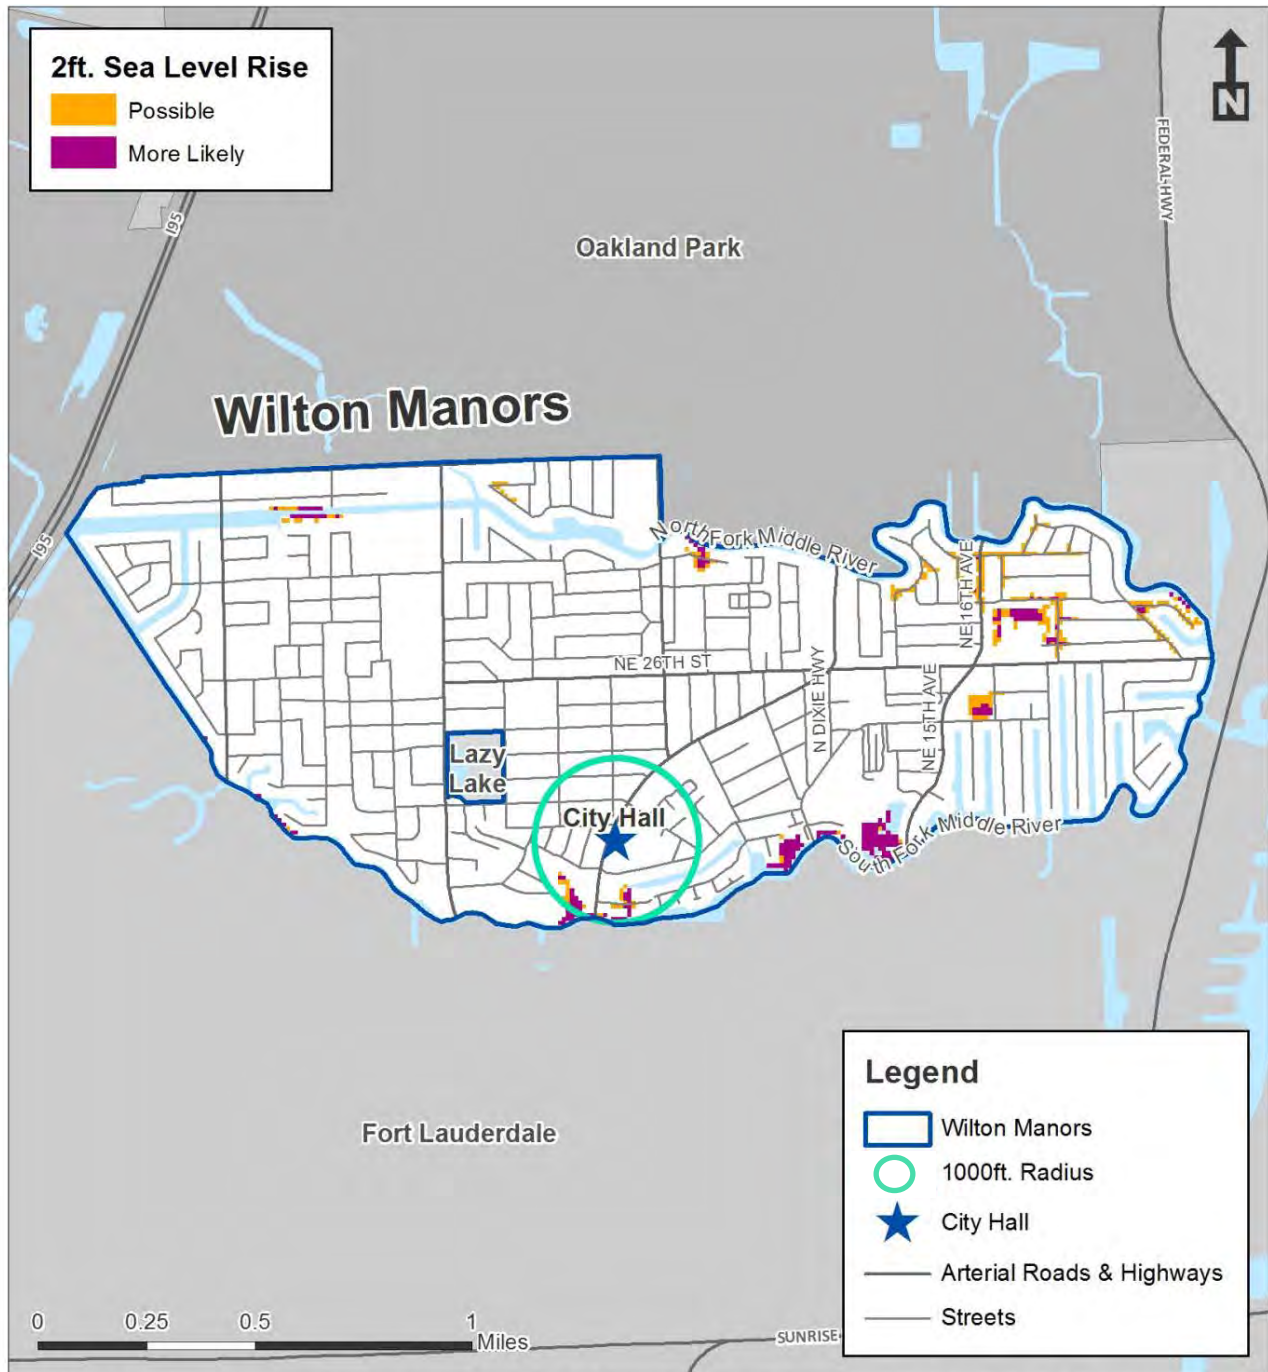 2ft. Sea Level Rise
Possible
More Likely
N
FEDERAL-HWY
I95
Oakland Park
Wilton Manors
I95
North Fork Middle River
NE 16TH AVE
NE 26TH ST
N DIXIE HWY
NE 15TH AVE
Lazy
Lake
City Hall
South Fork Middle River
Fort Lauderdale
Legend
Wilton Manors
1000ft. Radius
City Hall
Arterial Roads & Highways
Streets
0 0.25 0.5 1
Miles
SUNRISE